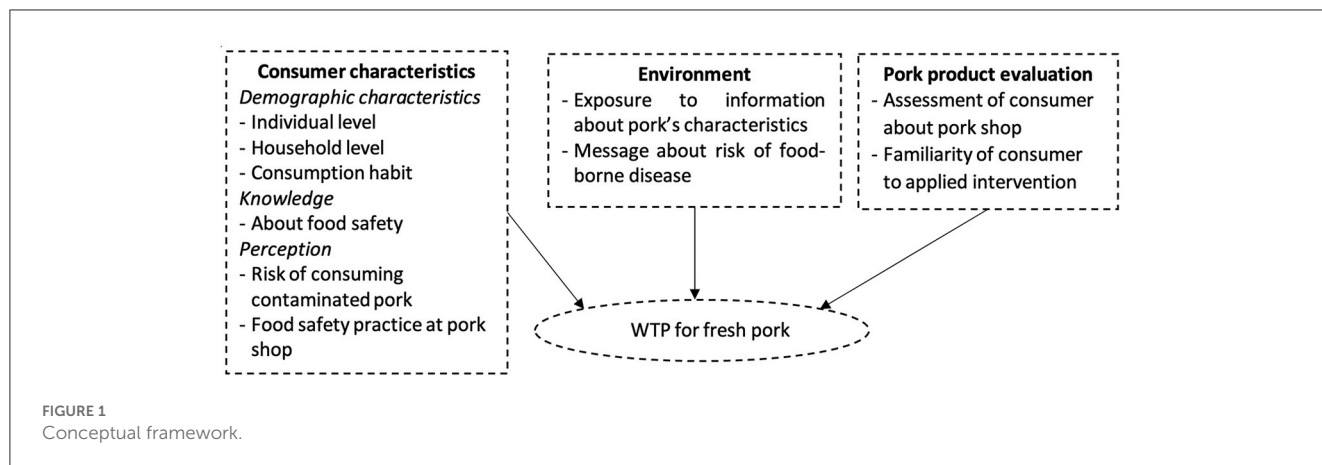 Consumer characteristics
Demographic characteristics
- Individual level
- Household level
- Consumption habit
Knowledge
- About food safety
Perception
- Risk of consuming
contaminated pork
- Food safety practice at pork
shop
Environment
- Exposure to information
about pork's characteristics
- Message about risk of food-
borne disease
Pork product evaluation
- Assessment of consumer
about pork shop
- Familiarity of consumer
to applied intervention
WTP for fresh pork
FIGURE 1
Conceptual framework.